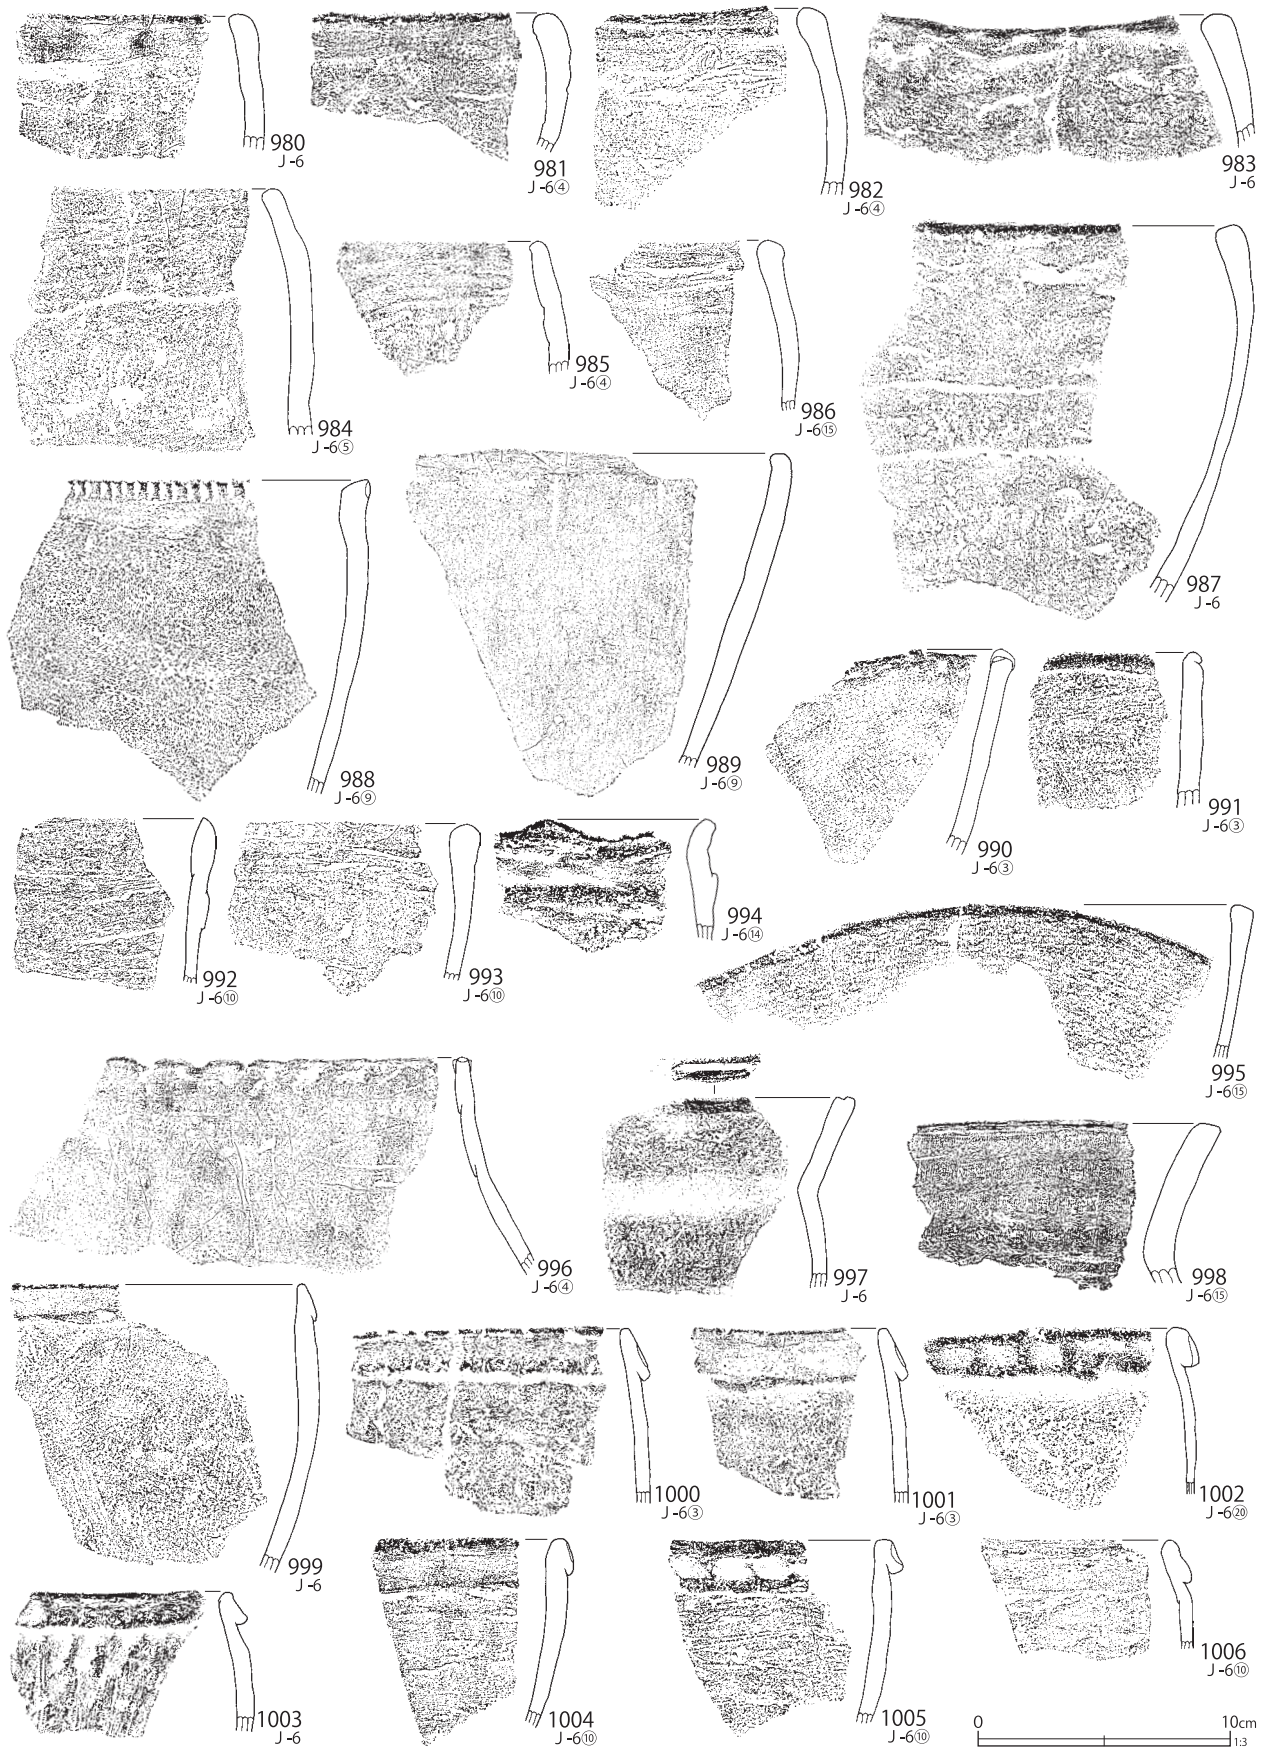 980
J-6
981
J-6④
982
J-6④
983
J-6
984
J-6⑤
985
J-6④
986
J-6⑮
987
J-6
988
J-6⑨
989
J-6⑨
990
J-6③
991
J-6③
992
J-6⑩
993
J-6⑩
994
J-6⑭
995
J-6⑮
996
J-6④
997
J-6
998
J-6⑮
999
J-6
1000
J-6③
1001
J-6③
1002
J-6⑳
1003
J-6
1004
J-6⑩
1005
J-6⑩
1006
J-6⑩
0 10cm
1:3